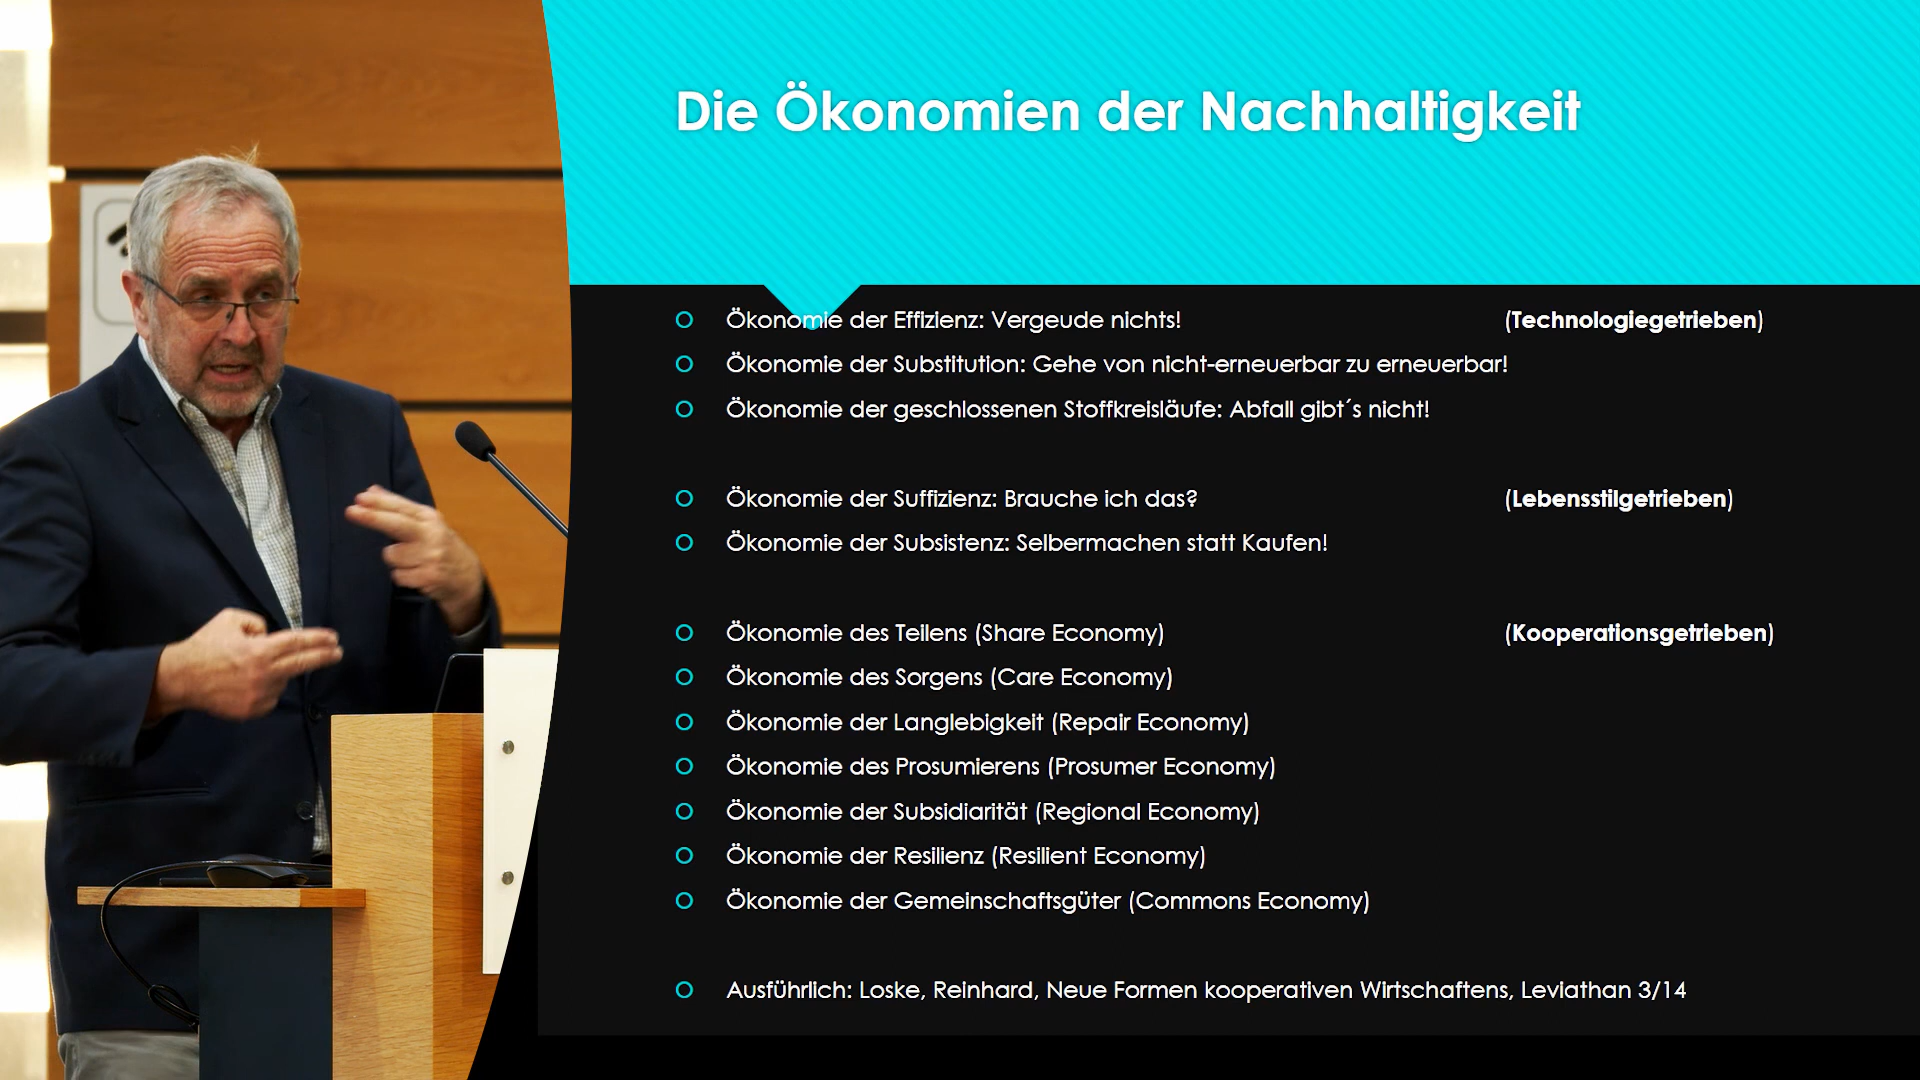 Die Ökonomien der Nachhaltigkeit
Ökonomie der Effizienz: Vergeude nichts! (Technologiegetrieben)
Ökonomie der Substitution: Gehe von nicht-erneuerbar zu erneuerbar!
Ökonomie der geschlossenen Stoffkreisläufe: Abfall gibt´s nicht!
Ökonomie der Suffizienz: Brauche ich das? (Lebensstilgetrieben)
Ökonomie der Subsistenz: Selbermachen statt Kaufen!
Ökonomie des Teilens (Share Economy) (Kooperationsgetrieben)
Ökonomie des Sorgens (Care Economy)
Ökonomie der Langlebigkeit (Repair Economy)
Ökonomie des Prosumierens (Prosumer Economy)
Ökonomie der Subsidiarität (Regional Economy)
Ökonomie der Resilienz (Resilient Economy)
Ökonomie der Gemeinschaftsgüter (Commons Economy)
Ausführlich: Loske, Reinhard, Neue Formen kooperativen Wirtschaftens, Leviathan 3/14